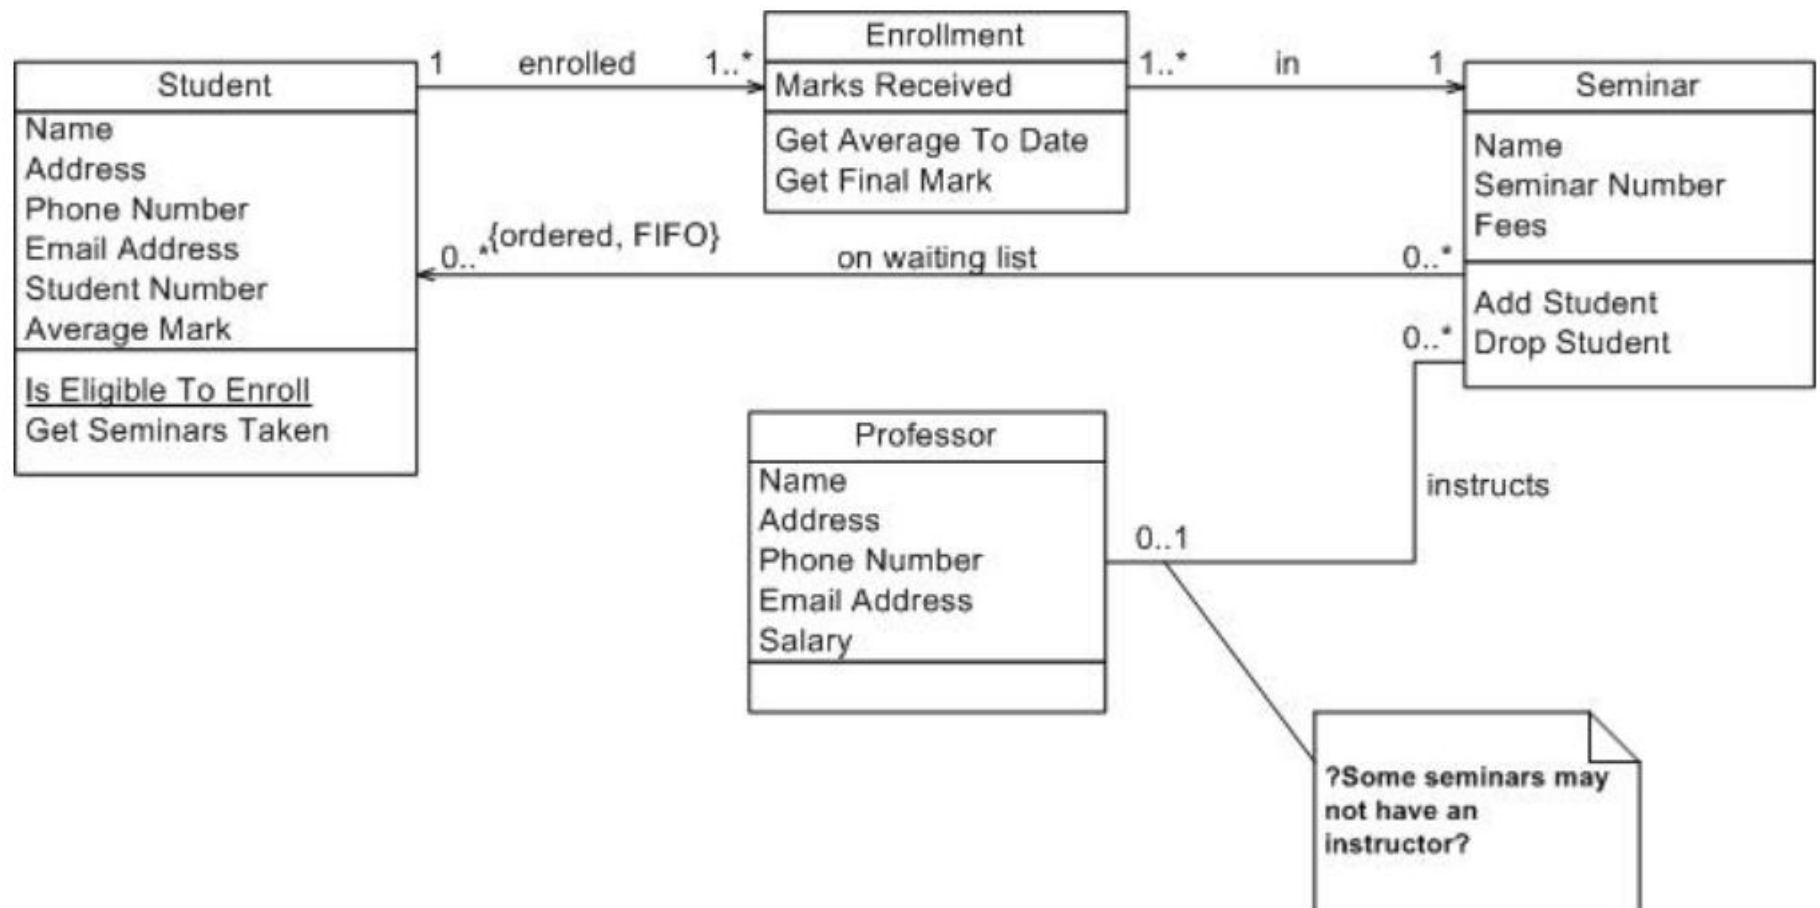 Student
Name
Address
Phone Number
Email Address
Student Number
Average Mark
Is Eligible To Enroll
Get Seminars Taken
1 enrolled 1..*
Enrollment
Marks Received
Get Average To Date
Get Final Mark
1..* in 1
Seminar
Name
Seminar Number
Fees
Add Student
Drop Student
{ordered, FIFO}
0..* on waiting list 0..*
0..*
instructs
0..1
Professor
Name
Address
Phone Number
Email Address
Salary
?Some seminars may
not have an
instructor?